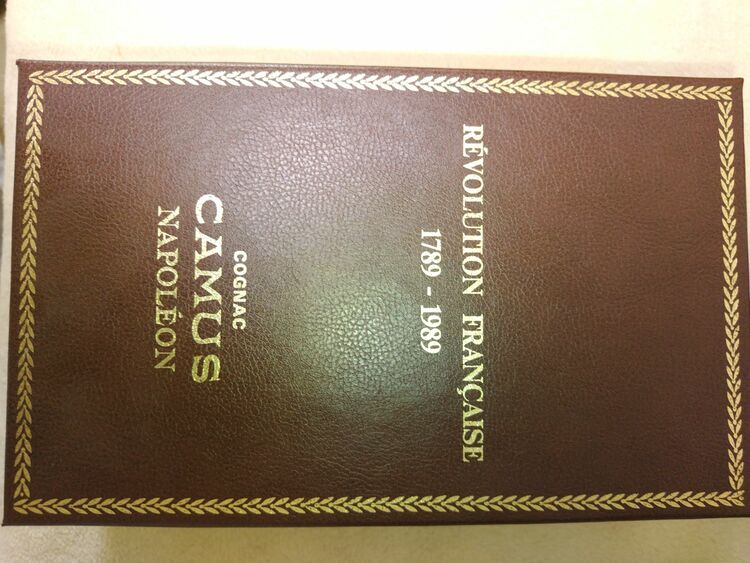 RÉVOLUTION FRANÇAISE
1789 - 1989
COGNAC
CAMUS
NAPOLÉON